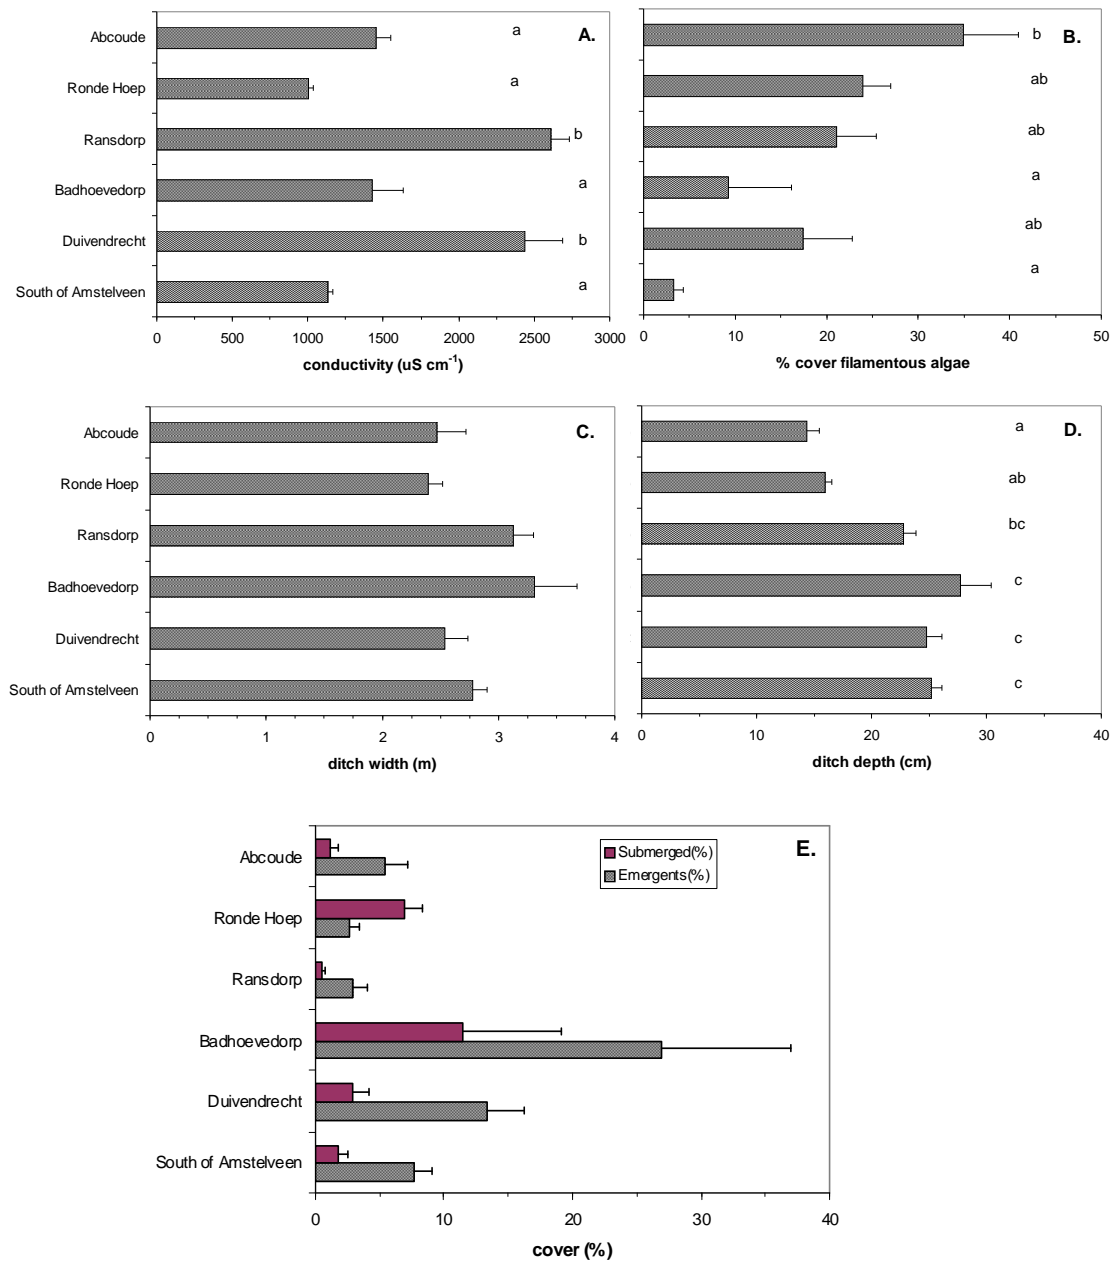 Abcoude
Ronde Hoep
Ransdorp
Badhoevedorp
Duivendrecht
South of Amstelveen
a
a
b
a
b
a
A.
0 500 1000 1500 2000 2500 3000
conductivity (uS cm-1)
b
ab
ab
a
ab
a
B.
0 10 20 30 40 50
% cover filamentous algae
Abcoude
Ronde Hoep
Ransdorp
Badhoevedorp
Duivendrecht
South of Amstelveen
C.
0 1 2 3 4
ditch width (m)
a
ab
bc
c
c
c
D.
0 10 20 30 40
ditch depth (cm)
Abcoude
Ronde Hoep
Ransdorp
Badhoevedorp
Duivendrecht
South of Amstelveen
Submerged(%)
Emergents(%)
E.
0 10 20 30 40
cover (%)